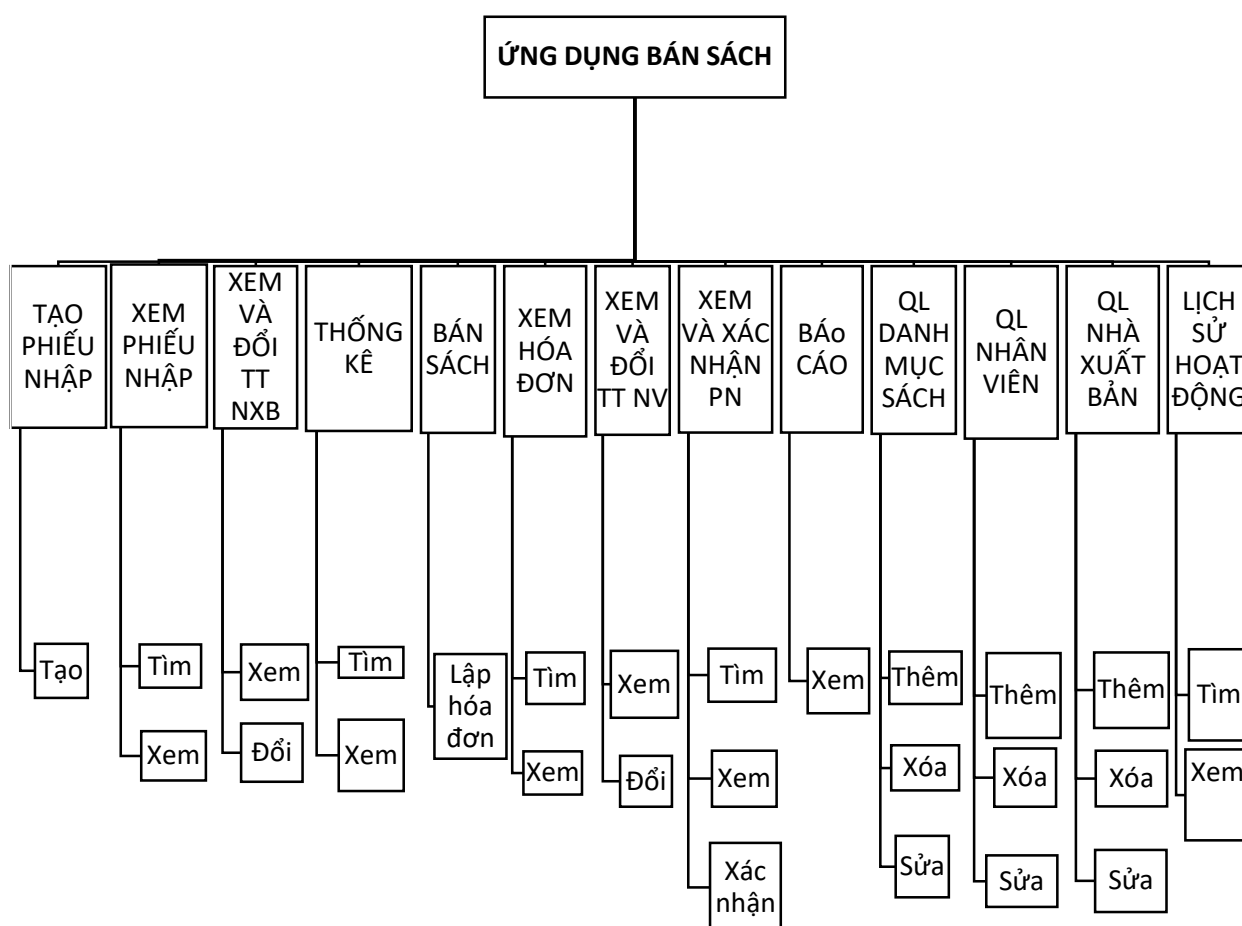 ỨNG DỤNG BÁN SÁCH
TẠO
PHIẾU
NHẬP
XEM
PHIẾU
NHẬP
XEM
VÀ
ĐỔI
TT
NXB
THỐNG
KÊ
BÁN
SÁCH
XEM
HÓA
ĐƠN
XEM
VÀ
ĐỔI
TT NV
XEM
VÀ XÁC
NHẬN
PN
BÁo
CÁO
QL
DANH
MỤC
SÁCH
QL
NHÂN
VIÊN
QL
NHÀ
XUẤT
BẢN
LỊCH
SỬ
HOẠT
ĐỘNG
Tạo
Tìm
Xem
Xem
Đổi
Tìm
Xem
Lập
hóa
đơn
Tìm
Xem
Xem
Đổi
Tìm
Xem
Xác
nhận
Xem
Thêm
Xóa
Sửa
Thêm
Xóa
Sửa
Thêm
Xóa
Sửa
Tìm
Xem